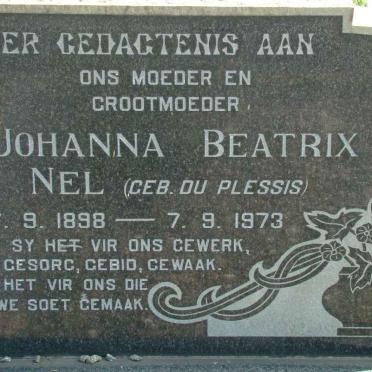 ER GEDAGTENIS AAN
ONS MOEDER EN
GROOTMOEDER
JOHANNA BEATRIX
NEL (GEB. DU PLESSIS)
7. 9. 1898 — 7. 9. 1973
SY HET VIR ONS GEWERK,
GESORG, GEBID, GEWAAK.
HET VIR ONS DIE
WE SOET GEMAAK.